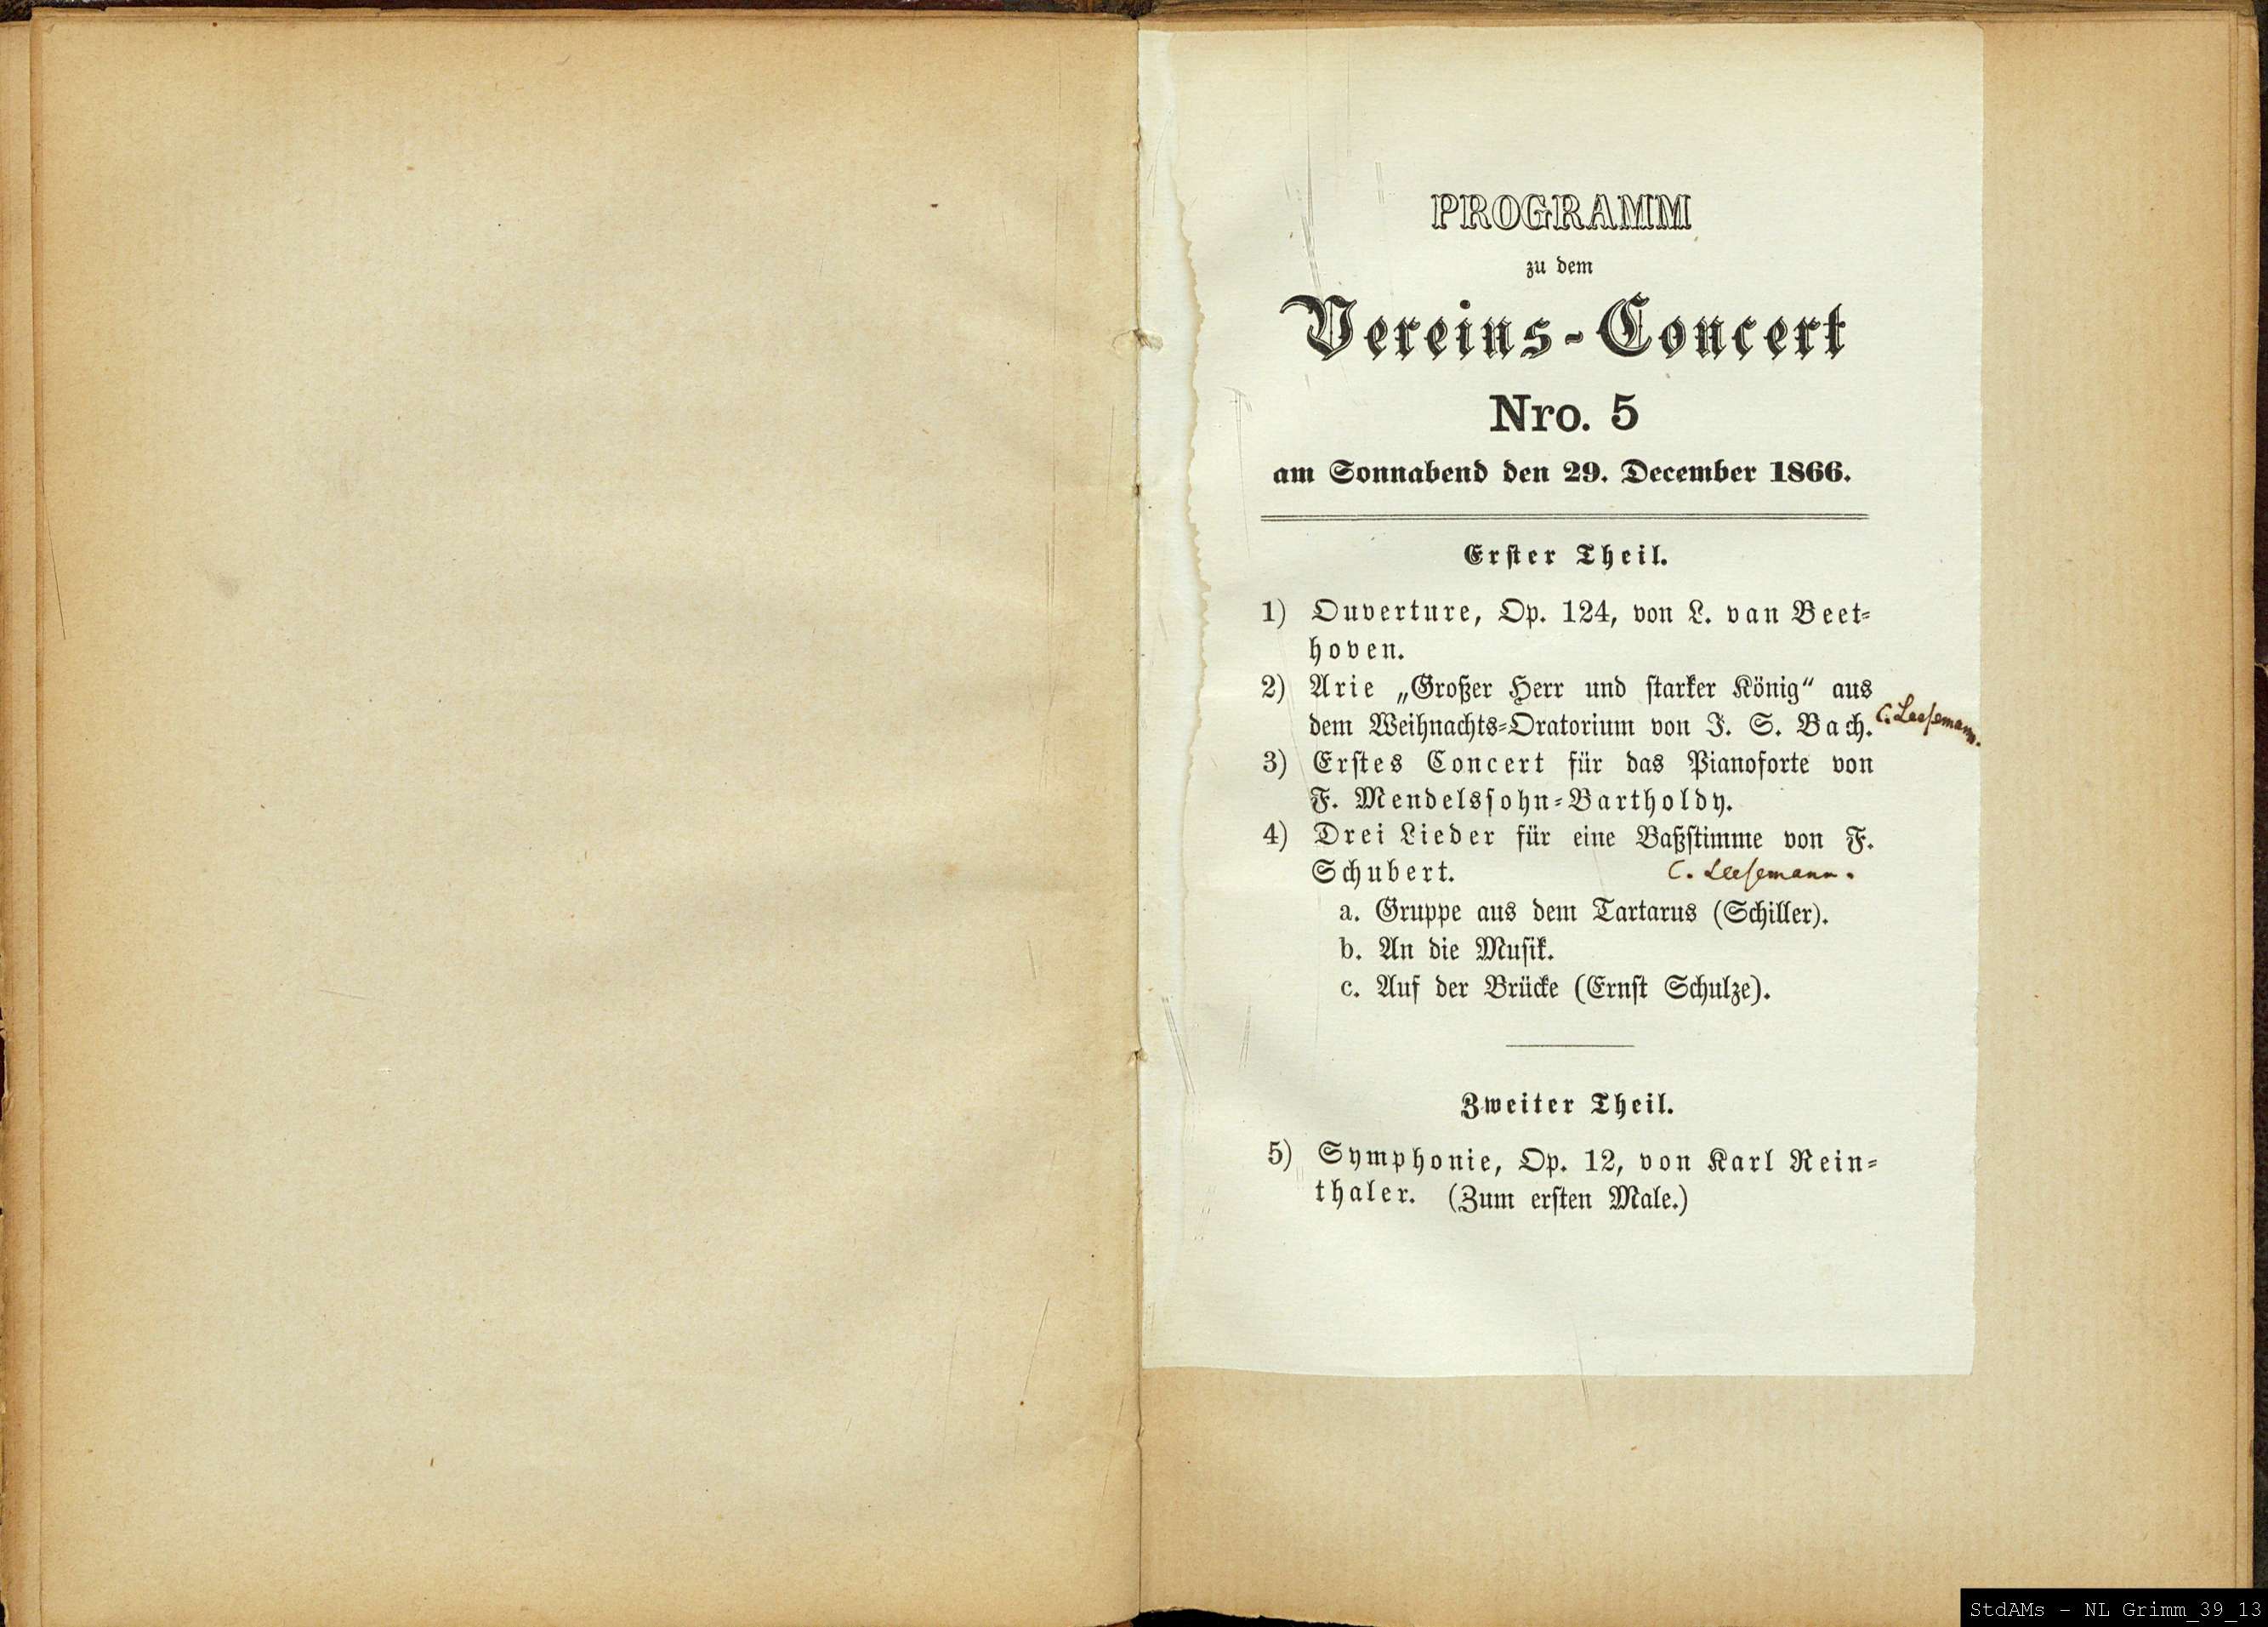 PROGRAMM
zu dem
Vereins-Concert
Nro. 5
am Sonnabend den 29. December 1866.
Erster Theil.
1) Ouverture, Op. 124, von L. van Beet-
hoven.
2) Arie „Großer Herr und starker König“ aus
dem Weihnachts-Oratorium von J. S. Bach. C. Leesemann.
3) Erstes Concert für das Pianoforte von
F. Mendelssohn-Bartholdy.
4) Drei Lieder für eine Baßstimme von F.
Schubert. C. Leesemann.
a. Gruppe aus dem Tartarus (Schiller).
b. An die Musik.
c. Auf der Brücke (Ernst Schulze).
Zweiter Theil.
5) Symphonie, Op. 12, von Karl Rein-
thaler. (Zum ersten Male.)
StdAMs - NL Grimm_39_13